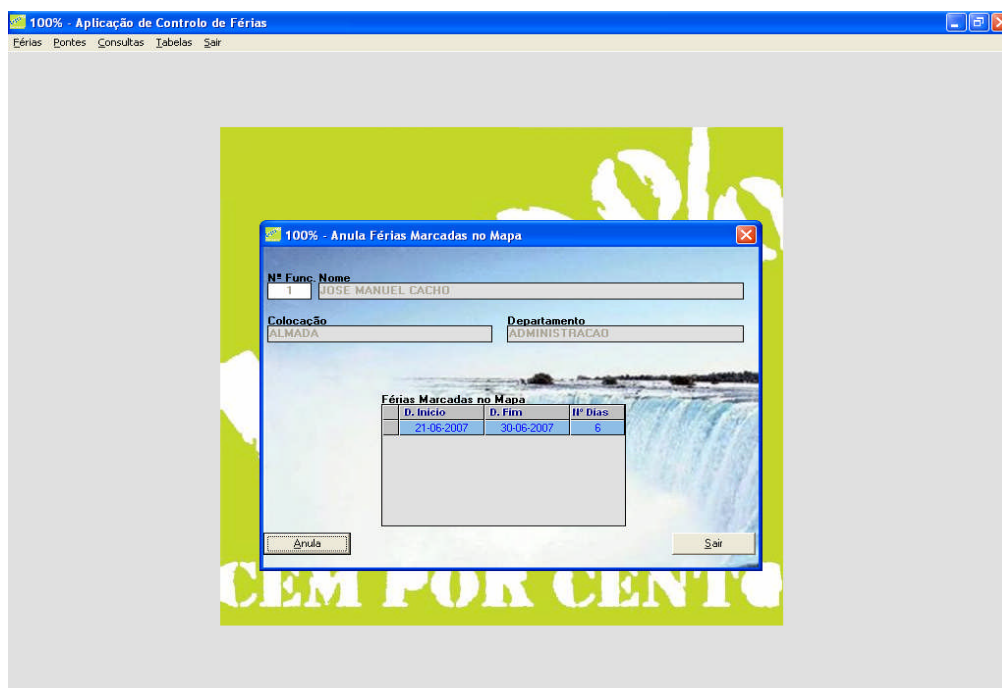 100% - Aplicação de Controlo de Férias
Férias Pontes Consultas Tabelas Sair
100% - Anula Férias Marcadas no Mapa
Nº Func. Nome
1 JOSE MANUEL CACHO
Colocação Departamento
ALMADA ADMINISTRACAO
Férias Marcadas no Mapa
D. Inicio D. Fim Nº Dias
21-06-2007 30-06-2007 6
Anula Sair
CEM POR CENTO